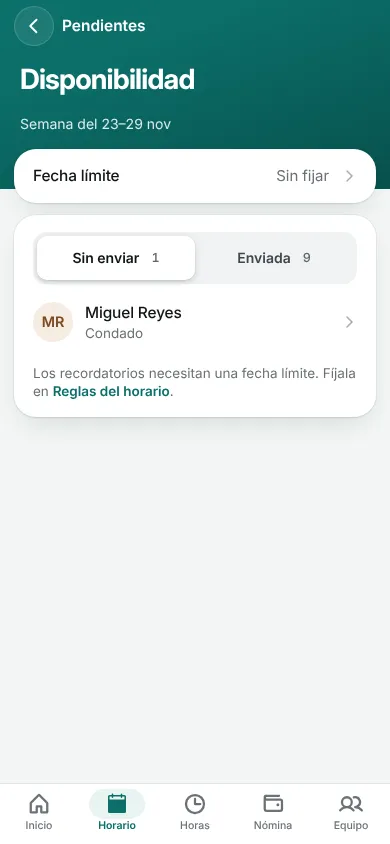 Pendientes
Disponibilidad
Semana del 23–29 nov
Fecha límite Sin fijar
Sin enviar 1 Enviada 9
MR Miguel Reyes
Condado
Los recordatorios necesitan una fecha límite. Fíjala
en Reglas del horario.
Inicio Horario Horas Nómina Equipo